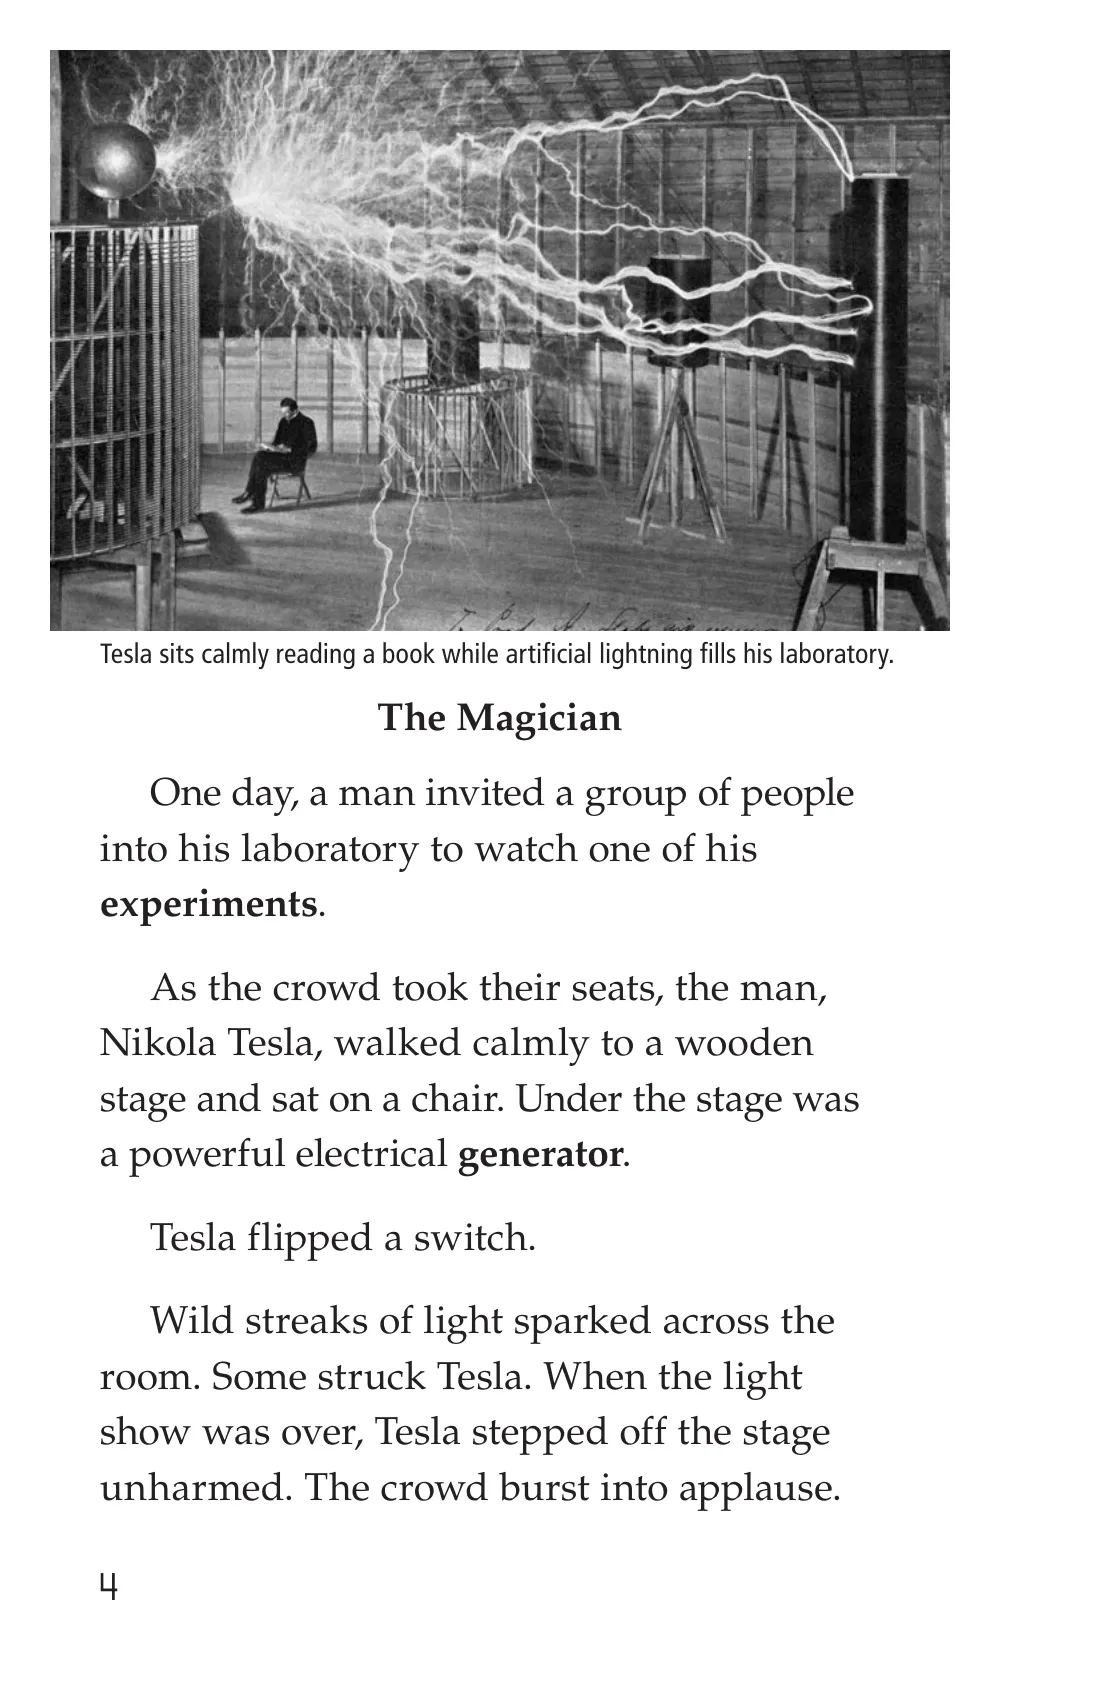 Tesla sits calmly reading a book while artificial lightning fills his laboratory.
The Magician
One day, a man invited a group of people
into his laboratory to watch one of his
experiments.
As the crowd took their seats, the man,
Nikola Tesla, walked calmly to a wooden
stage and sat on a chair. Under the stage was
a powerful electrical generator.
Tesla flipped a switch.
Wild streaks of light sparked across the
room. Some struck Tesla. When the light
show was over, Tesla stepped off the stage
unharmed. The crowd burst into applause.
4